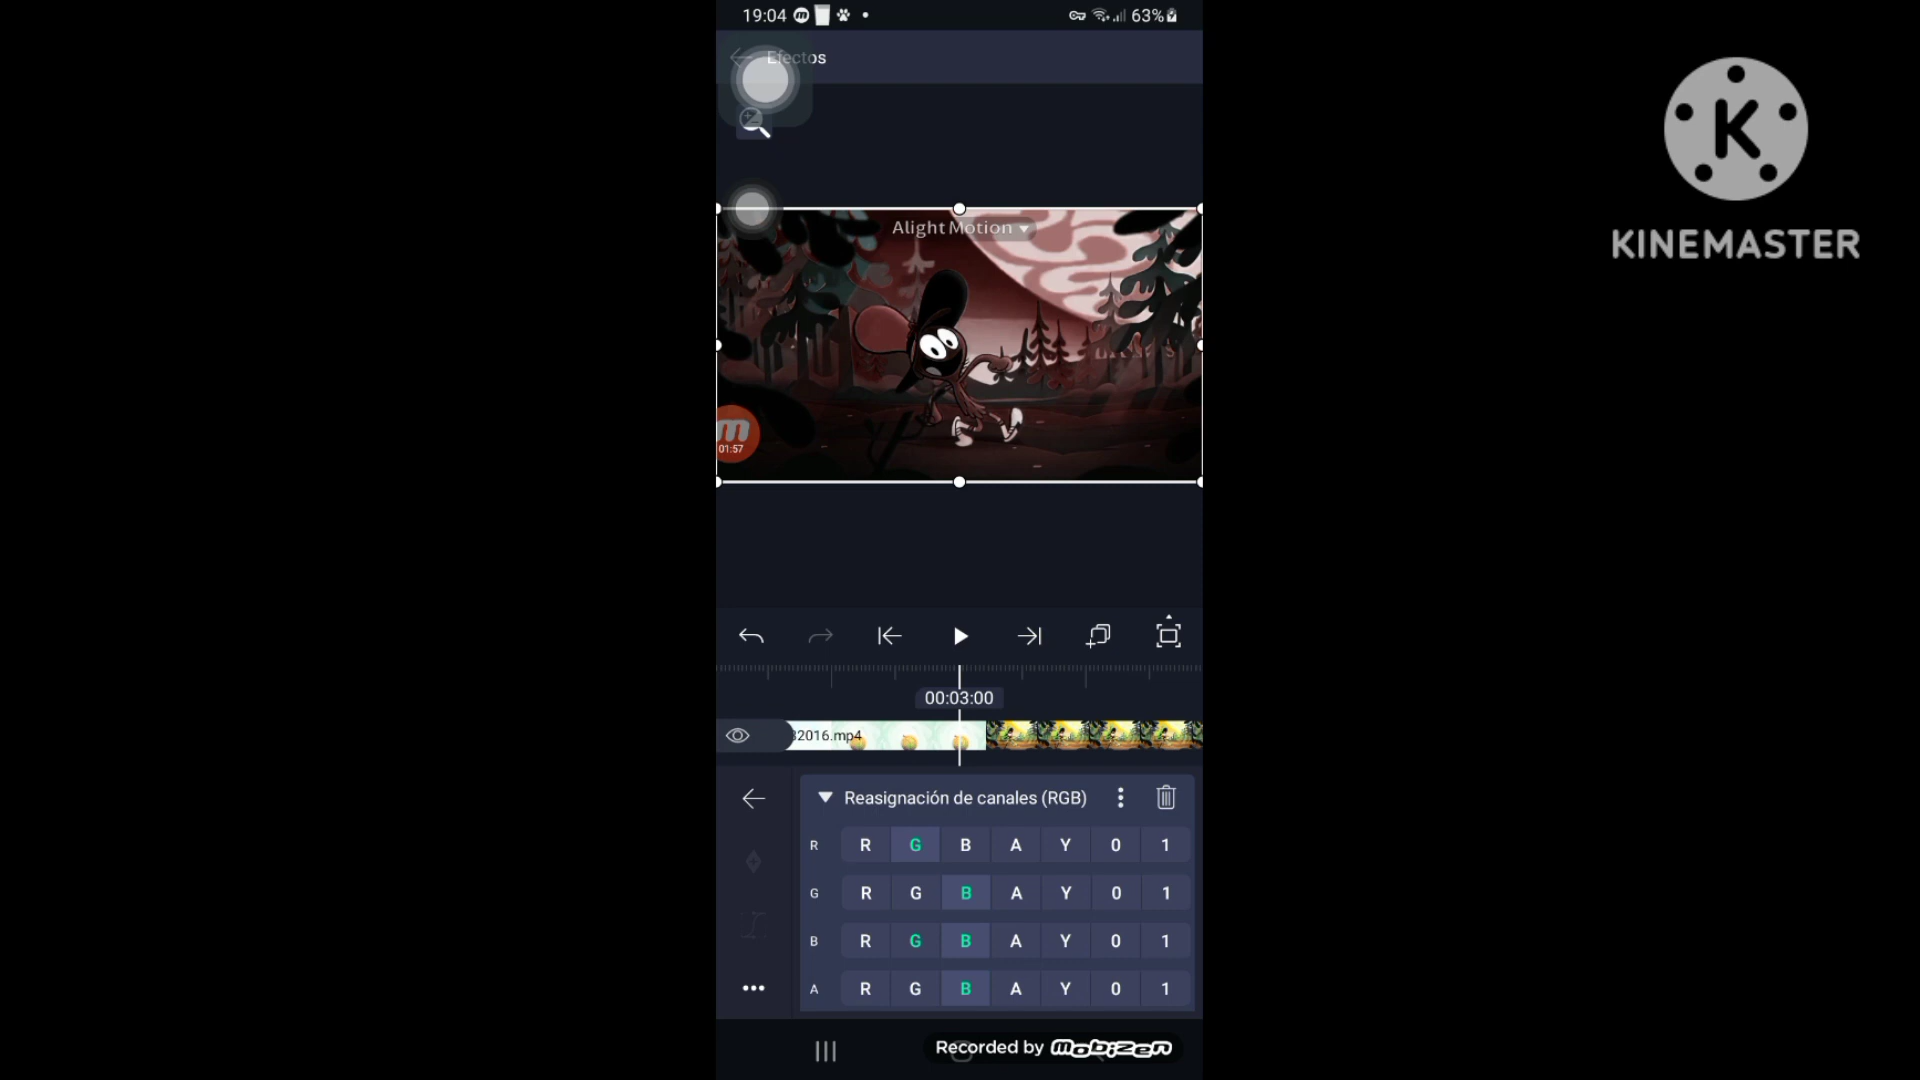 19:04 63%
Efectos
KINEMASTER
Alight Motion
01:57
00:03:00
32016.mp4
Reasignación de canales (RGB)
R R G B A Y 0 1
G R G B A Y 0 1
B R G B A Y 0 1
A R G B A Y 0 1
Recorded by mobizen